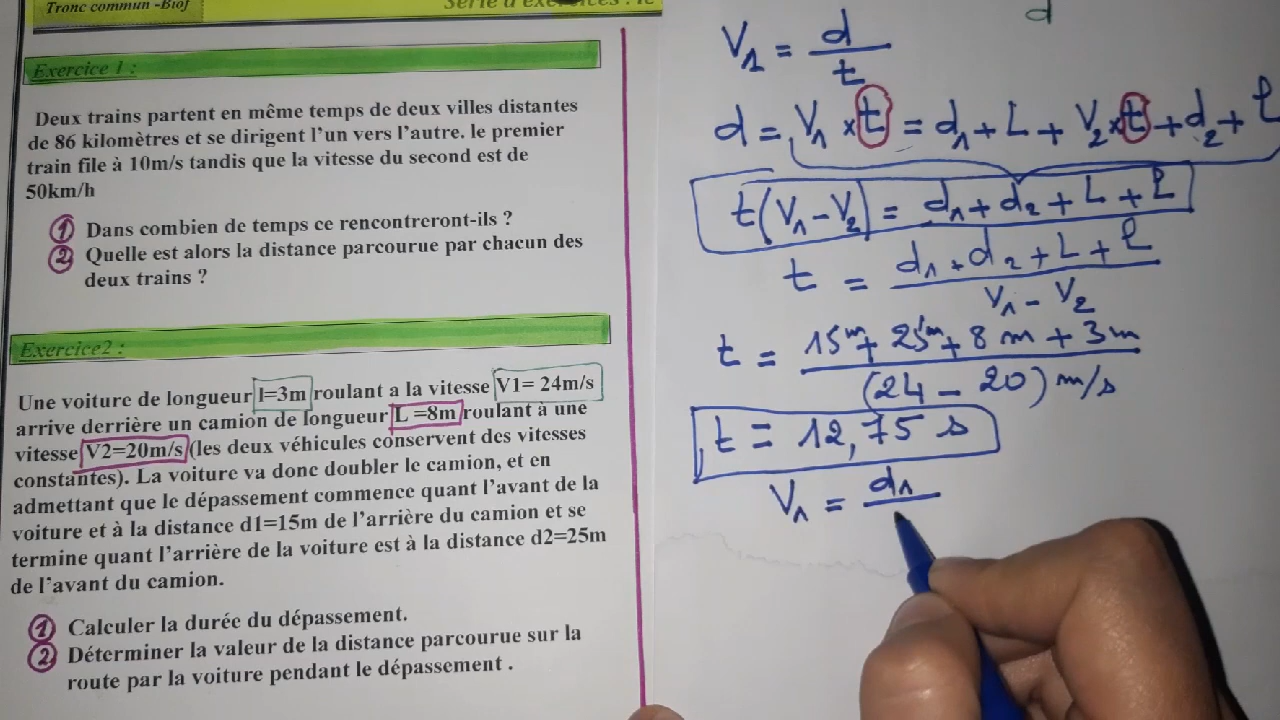 Tronc commun -Biof
Série d'exercices :
Exercice 1 :
Deux trains partent en même temps de deux villes distantes
de 86 kilomètres et se dirigent l'un vers l'autre. le premier
train file à 10m/s tandis que la vitesse du second est de
50km/h
1 Dans combien de temps ce rencontreront-ils ?
2 Quelle est alors la distance parcourue par chacun des
deux trains ?
Exercice2 :
Une voiture de longueur l=3m roulant a la vitesse V1= 24m/s
arrive derrière un camion de longueur L =8m roulant à une
vitesse V2=20m/s (les deux véhicules conservent des vitesses
constantes). La voiture va donc doubler le camion, et en
admettant que le dépassement commence quant l'avant de la
voiture et à la distance d1=15m de l'arrière du camion et se
termine quant l'arrière de la voiture est à la distance d2=25m
de l'avant du camion.
1 Calculer la durée du dépassement.
2 Déterminer la valeur de la distance parcourue sur la
route par la voiture pendant le dépassement .
d
V1 = d/t
d = V1 × t = d1 + L + V2 × t + d2 + l
t(V1 - V2) = d1 + d2 + L + l
t = (d1 + d2 + L + l)/(V1 - V2)
t = (15m + 25m + 8m + 3m)/((24 - 20) m/s)
t = 12,75 s
V1 = d1